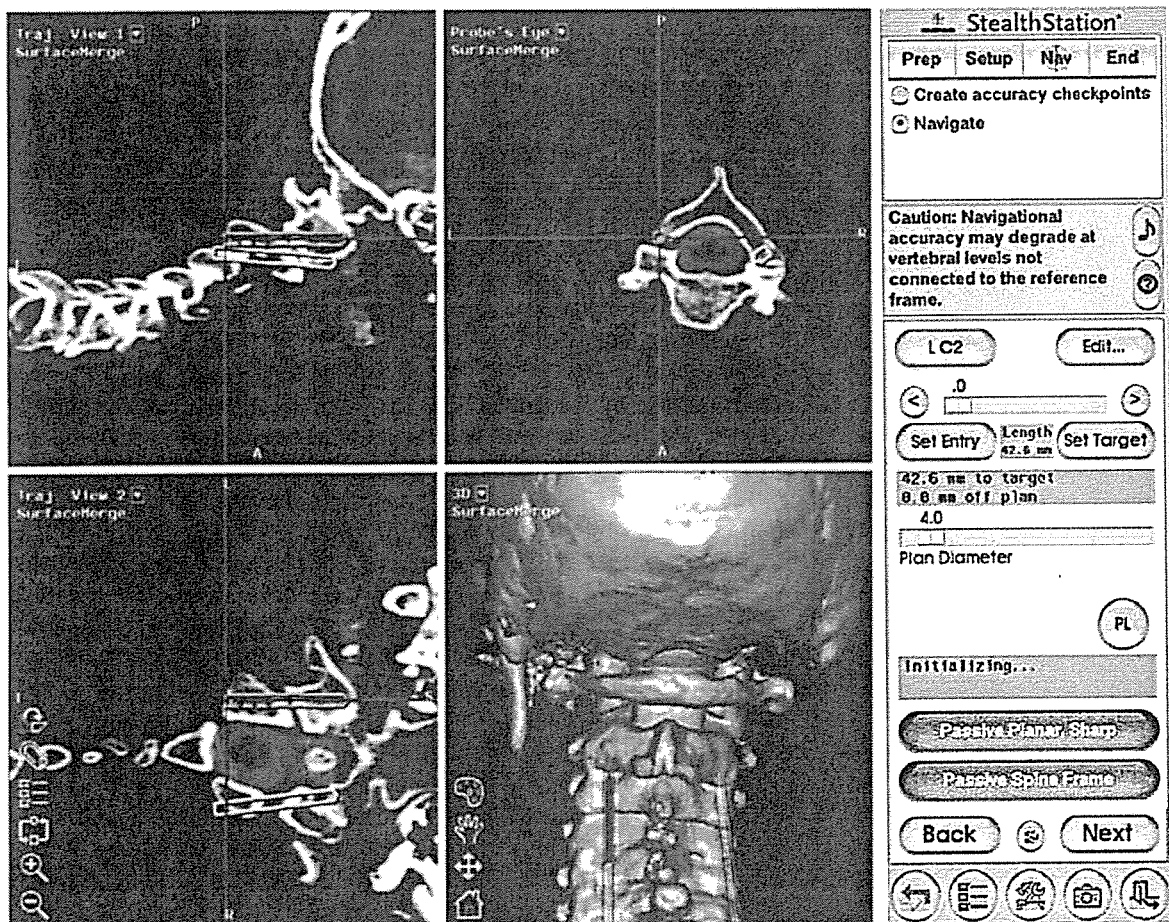 Traj View 1
SurfaceMerge
P
A
Probe's Eye
SurfaceMerge
P
L
R
A
Traj View 2
SurfaceMerge
R
3D
SurfaceMerge
StealthStation
Prep
Setup
Nav
End
Create accuracy checkpoints
Navigate
Caution: Navigational
accuracy may degrade at
vertebral levels not
connected to the reference
frame.
L C2
Edit...
.0
<
>
Set Entry
Length
42.6 mm
Set Target
42.6 mm to target
0.0 mm off plan
4.0
Plan Diameter
PL
Initializing...
Passive Planar Sharp
Passive Spine Frame
Back
Next